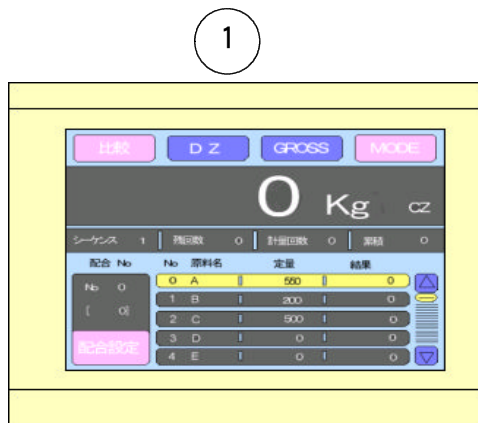 1
比較 D Z GROSS MODE
0 Kg CZ
シーケンス 1 残回数 0 計量回数 0 累積 0
配合 No No 原料名 定量 結果
No 0
[ 0]
配合設定
0 A 550 0
1 B 200 0
2 C 500 0
3 D 0 0
4 E 0 0